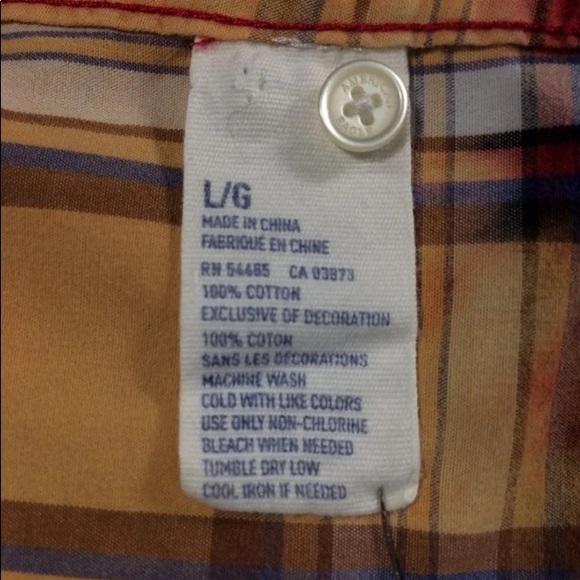 AMERICAN
EAGLE
L/G
MADE IN CHINA
FABRIQUÉ EN CHINE
RN 54485 CA 03873
100% COTTON
EXCLUSIVE OF DECORATION
100% COTON
SANS LES DÉCORATIONS
MACHINE WASH
COLD WITH LIKE COLORS
USE ONLY NON-CHLORINE
BLEACH WHEN NEEDED
TUMBLE DRY LOW
COOL IRON IF NEEDED